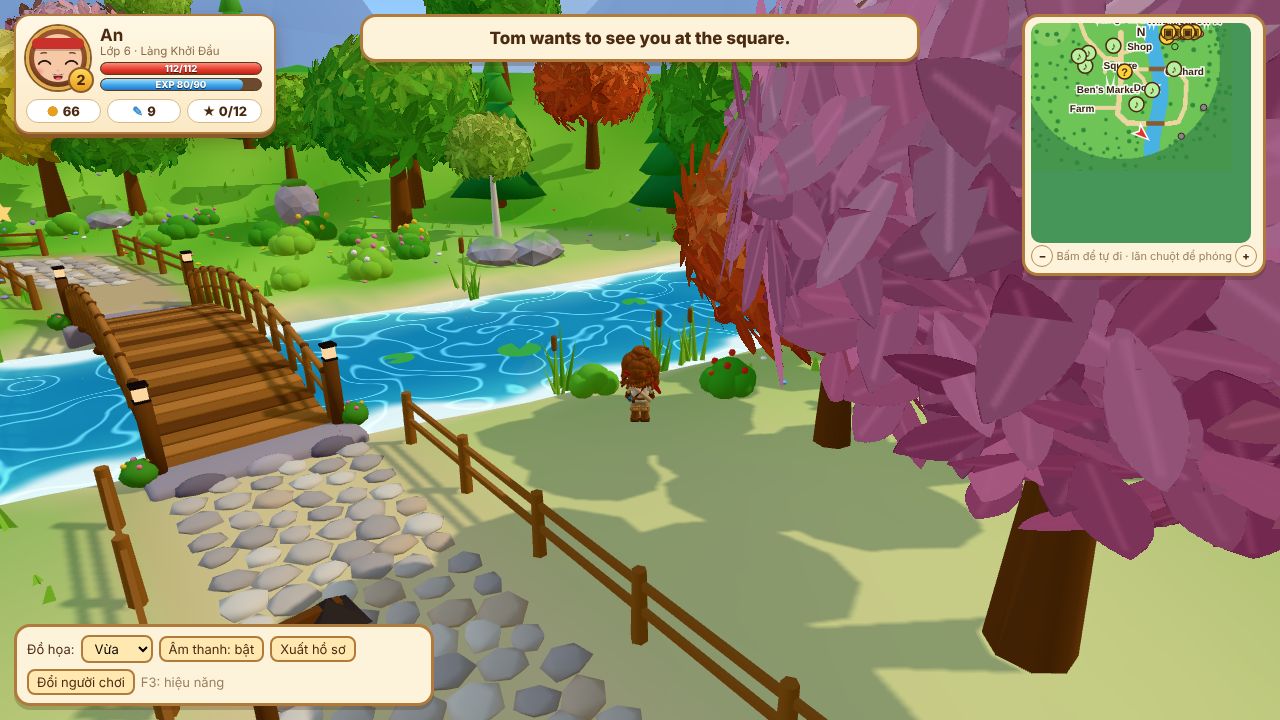 An
Lớp 6 · Làng Khởi Đầu
112/112
EXP 80/90
2
66
9
★ 0/12
Tom wants to see you at the square.
N
Shop
Ben's Marke
Farm
− Bấm để tự đi · lăn chuột để phóng +
Đồ họa: Vừa Âm thanh: bật Xuất hồ sơ
Đổi người chơi F3: hiệu năng